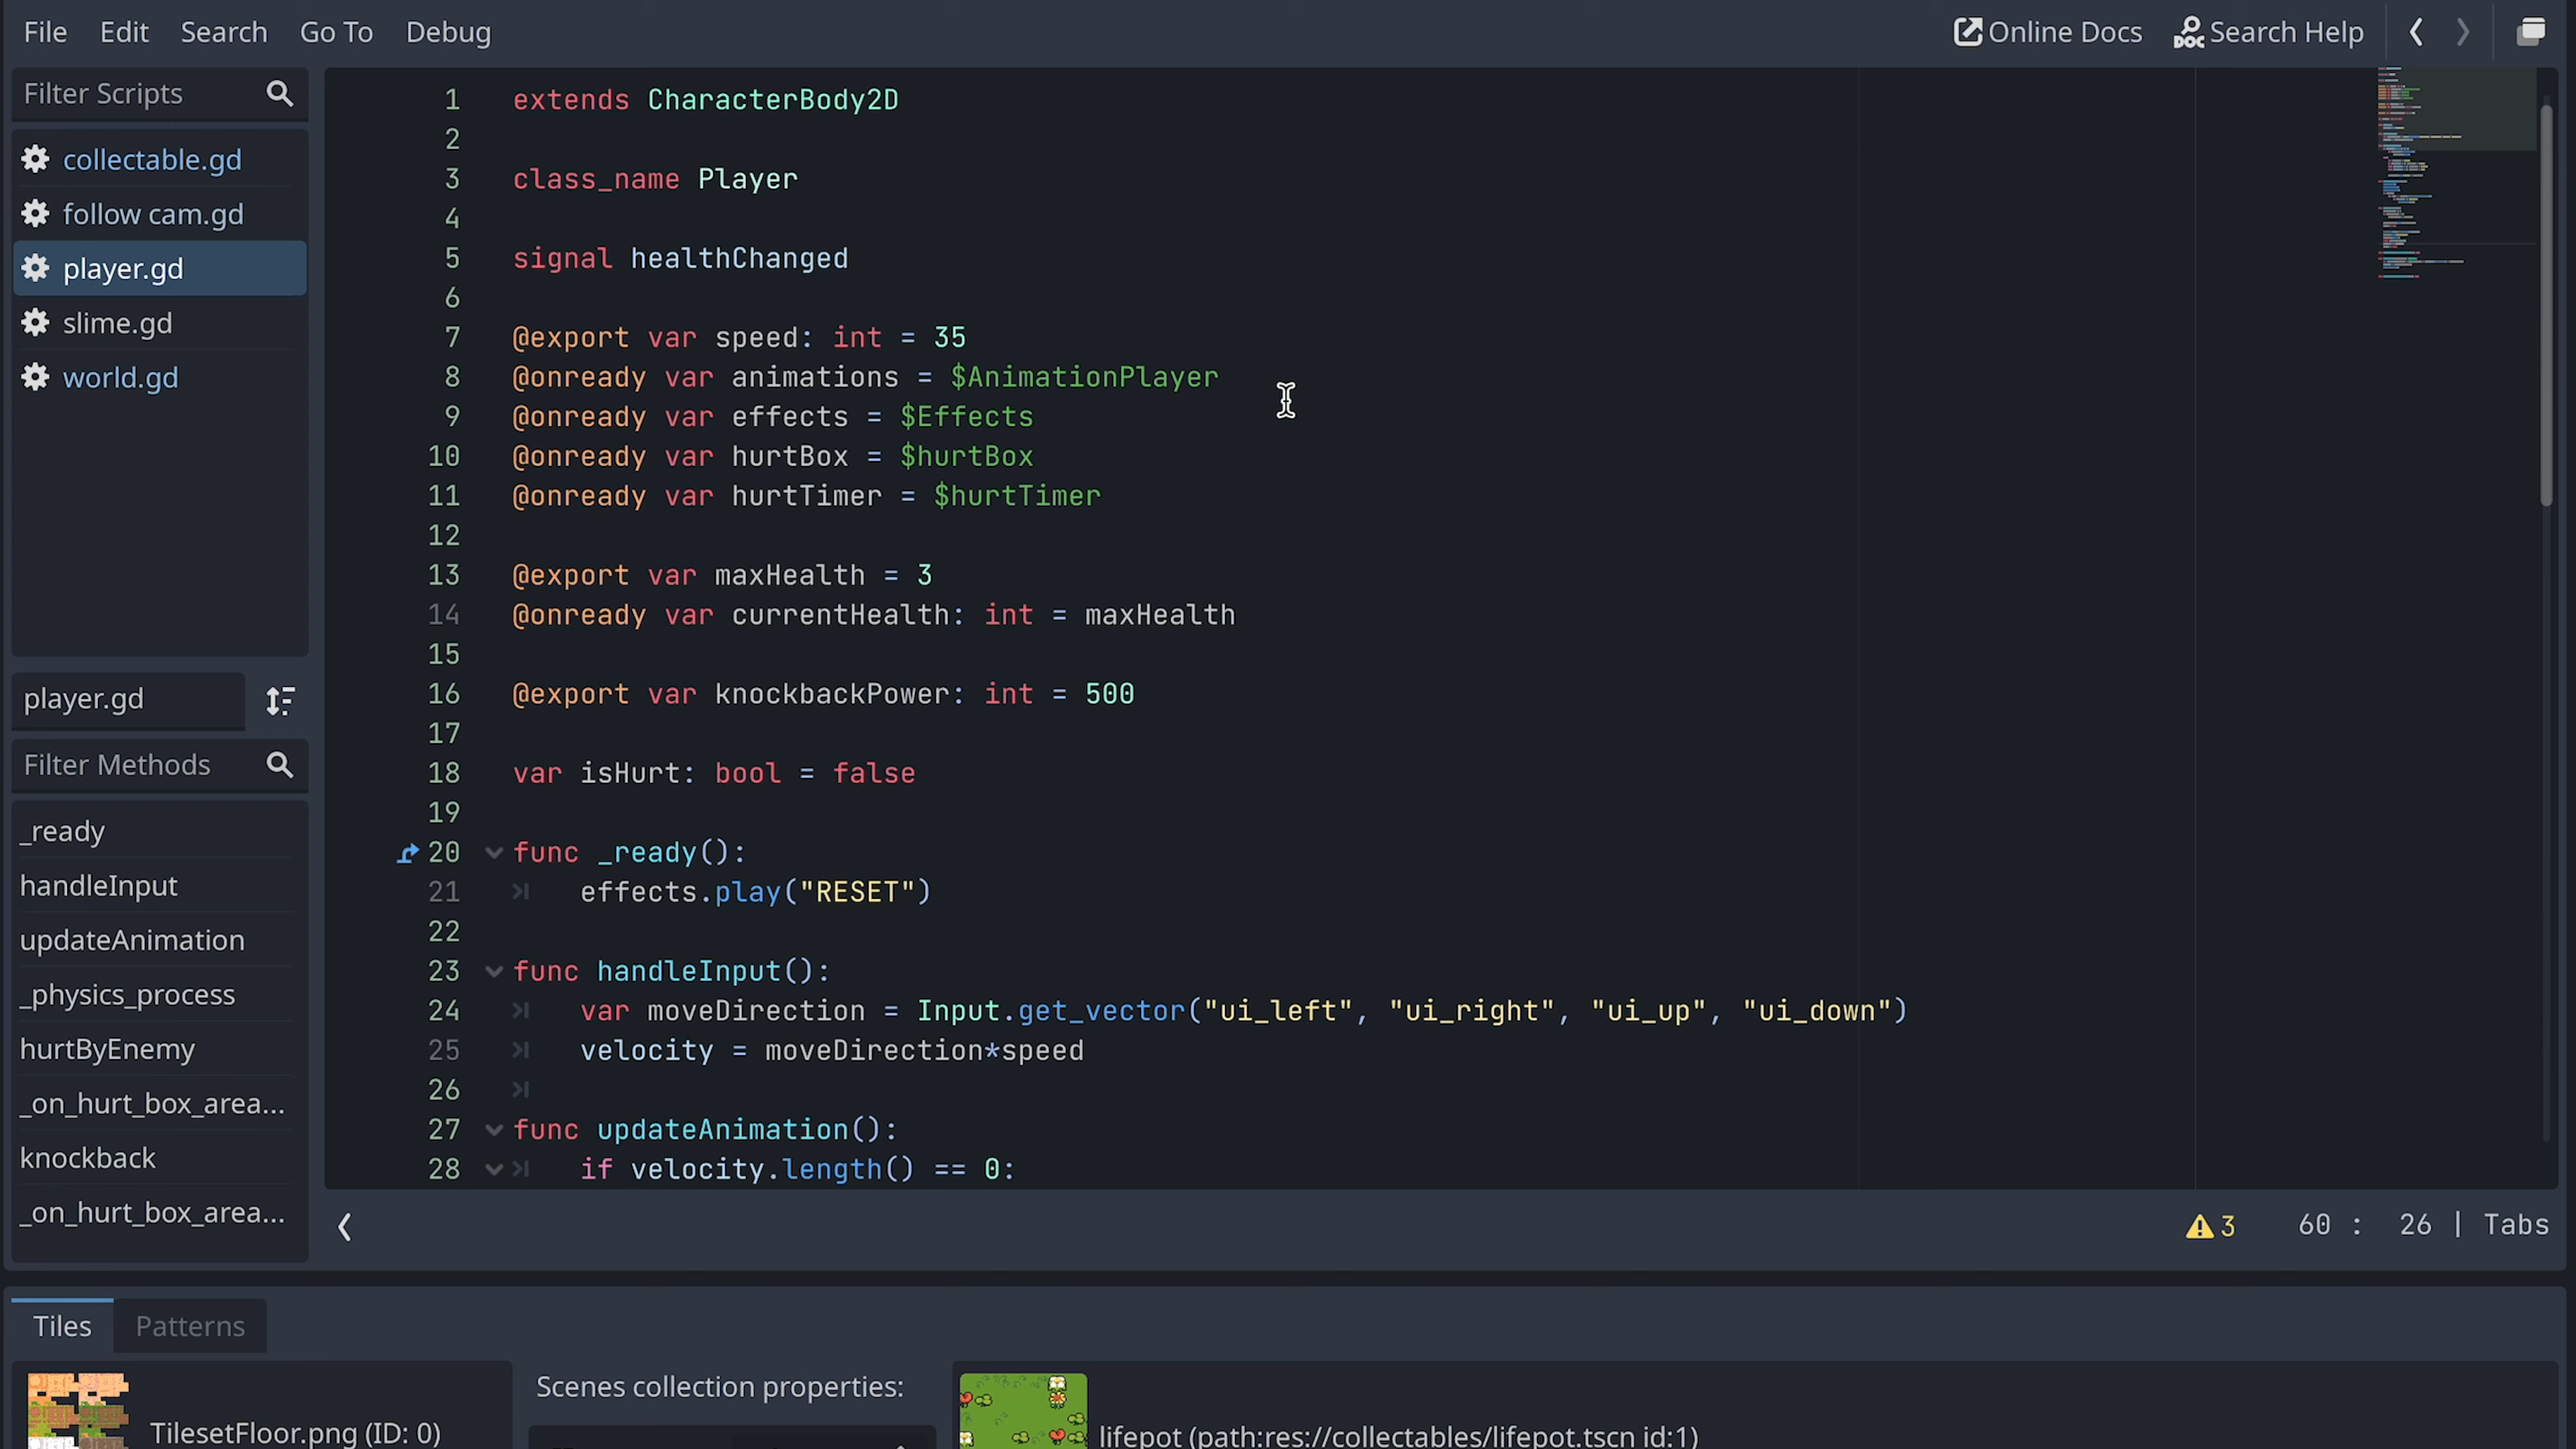 File Edit Search Go To Debug Online Docs Search Help
Filter Scripts
collectable.gd
follow cam.gd
player.gd
slime.gd
world.gd
player.gd
Filter Methods
_ready
handleInput
updateAnimation
_physics_process
hurtByEnemy
_on_hurt_box_area...
knockback
_on_hurt_box_area...
1 extends CharacterBody2D
2
3 class_name Player
4
5 signal healthChanged
6
7 @export var speed: int = 35
8 @onready var animations = $AnimationPlayer
9 @onready var effects = $Effects
10 @onready var hurtBox = $hurtBox
11 @onready var hurtTimer = $hurtTimer
12
13 @export var maxHealth = 3
14 @onready var currentHealth: int = maxHealth
15
16 @export var knockbackPower: int = 500
17
18 var isHurt: bool = false
19
20 func _ready():
21 effects.play("RESET")
22
23 func handleInput():
24 var moveDirection = Input.get_vector("ui_left", "ui_right", "ui_up", "ui_down")
25 velocity = moveDirection*speed
26
27 func updateAnimation():
28 if velocity.length() == 0:
3 60 : 26 | Tabs
Tiles Patterns
TilesetFloor.png (ID: 0)
Scenes collection properties:
lifepot (path:res://collectables/lifepot.tscn id:1)